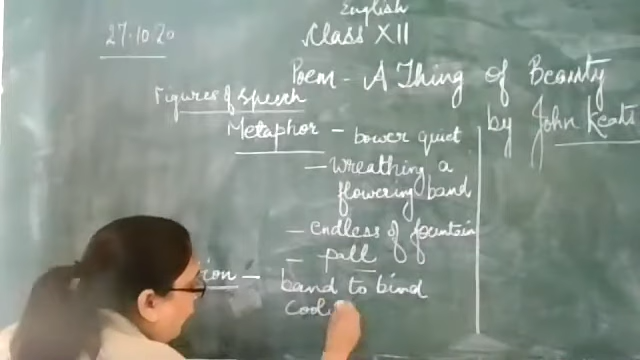 English
27.10.20
Class XII
Poem - A Thing of Beauty
by John Keats
Figures of Speech
Metaphor - bower quiet
- wreathing a
flowering band
- endless of fountain
- pall
band to bind